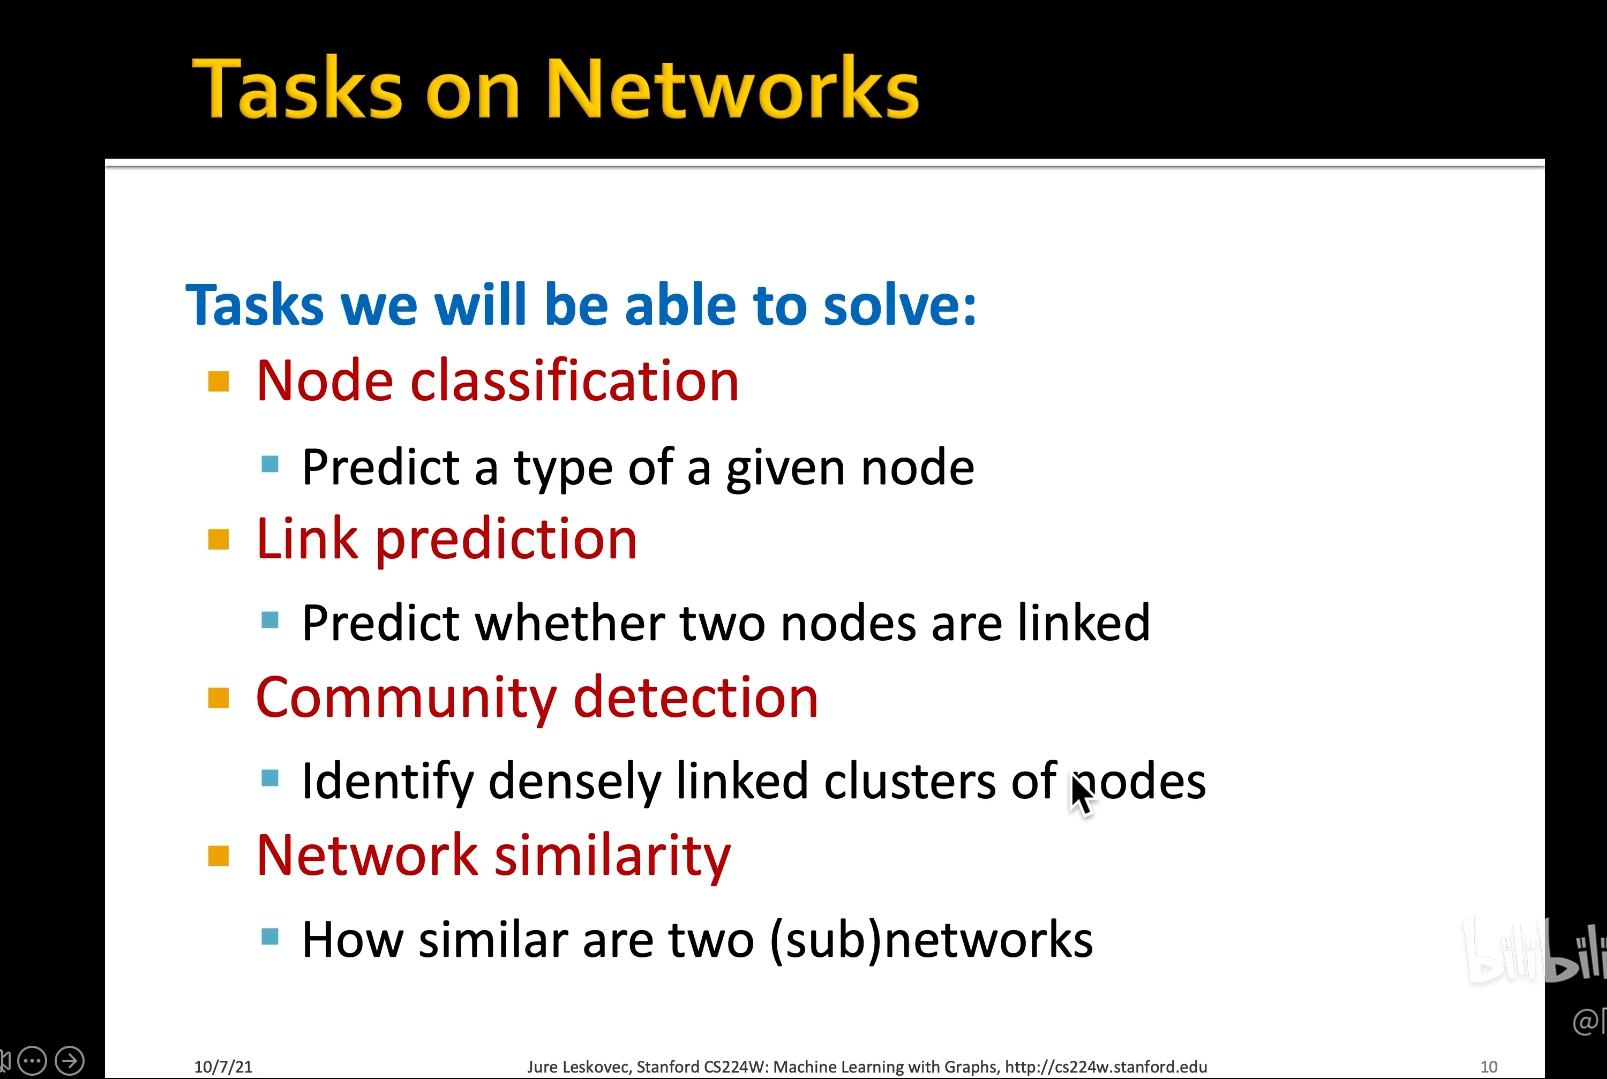 Tasks on Networks
Tasks we will be able to solve:
Node classification
Predict a type of a given node
Link prediction
Predict whether two nodes are linked
Community detection
Identify densely linked clusters of nodes
Network similarity
How similar are two (sub)networks
bilibili
10/7/21
Jure Leskovec, Stanford CS224W: Machine Learning with Graphs, http://cs224w.stanford.edu
10